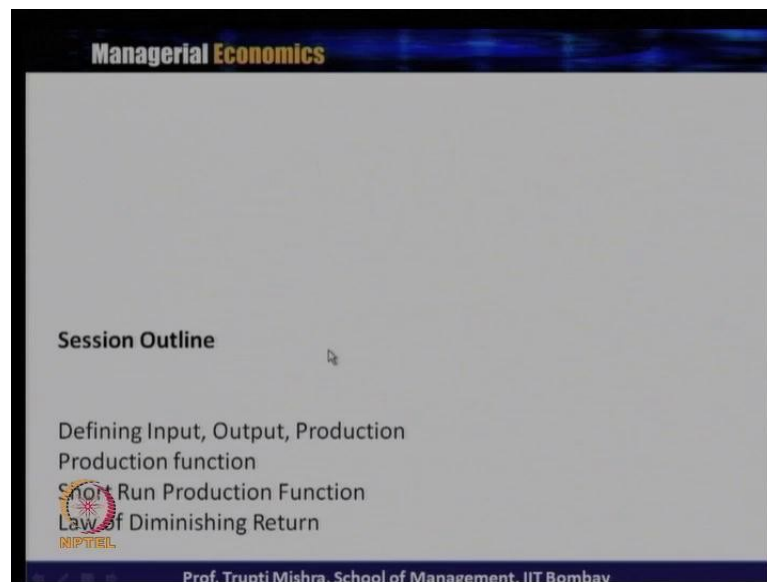 Managerial Economics
Session Outline
Defining Input, Output, Production
Production function
Short Run Production Function
Law of Diminishing Return
NPTEL
Prof. Trupti Mishra, School of Management, IIT Bombay